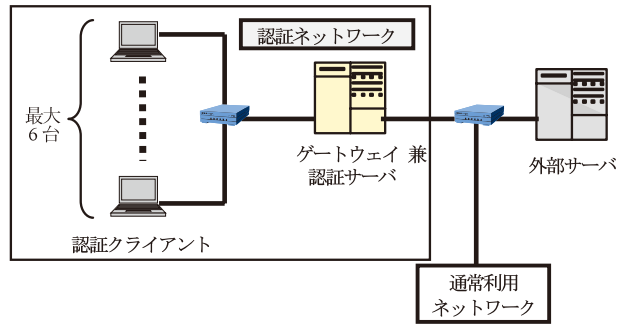 認証ネットワーク
最大
6台
ゲートウェイ 兼
認証サーバ
外部サーバ
認証クライアント
通常利用
ネットワーク